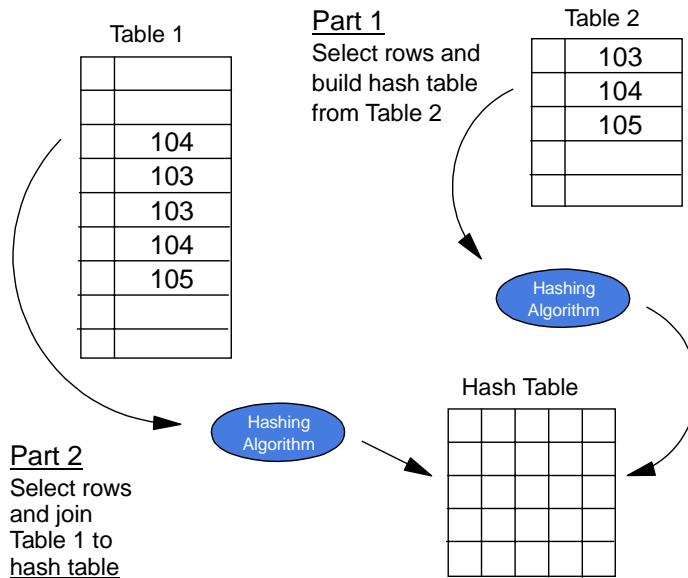 Table 1
104
103
103
104
105
Part 1
Select rows and
build hash table
from Table 2
Table 2
103
104
105
Hashing
Algorithm
Hashing
Algorithm
Hash Table
Part 2
Select rows
and join
Table 1 to
hash table